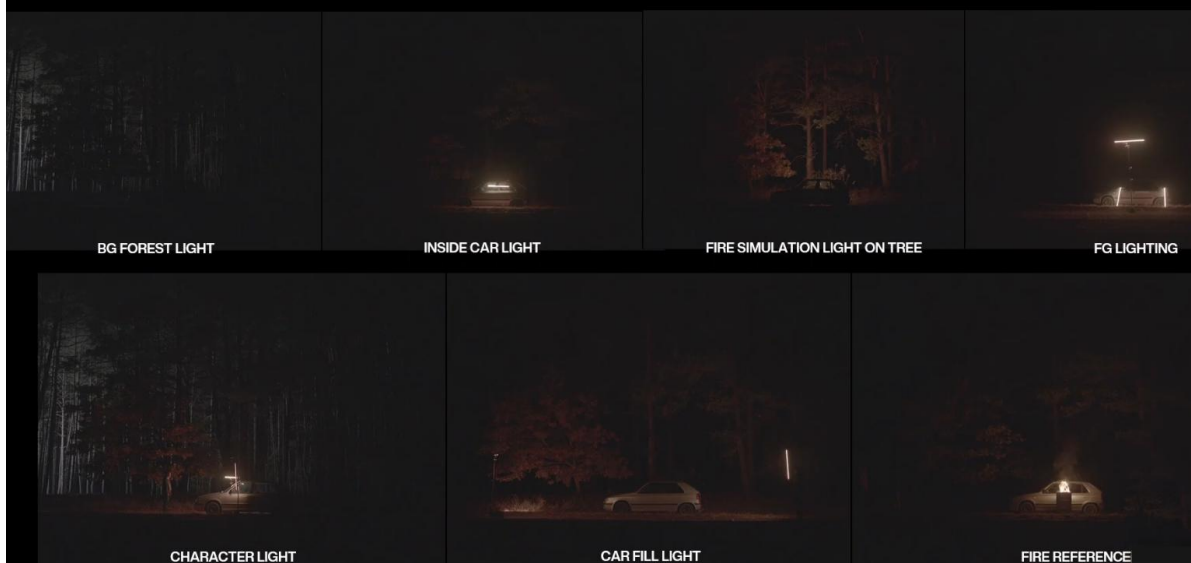 BG FOREST LIGHT
INSIDE CAR LIGHT
FIRE SIMULATION LIGHT ON TREE
FG LIGHTING
CHARACTER LIGHT
CAR FILL LIGHT
FIRE REFERENCE